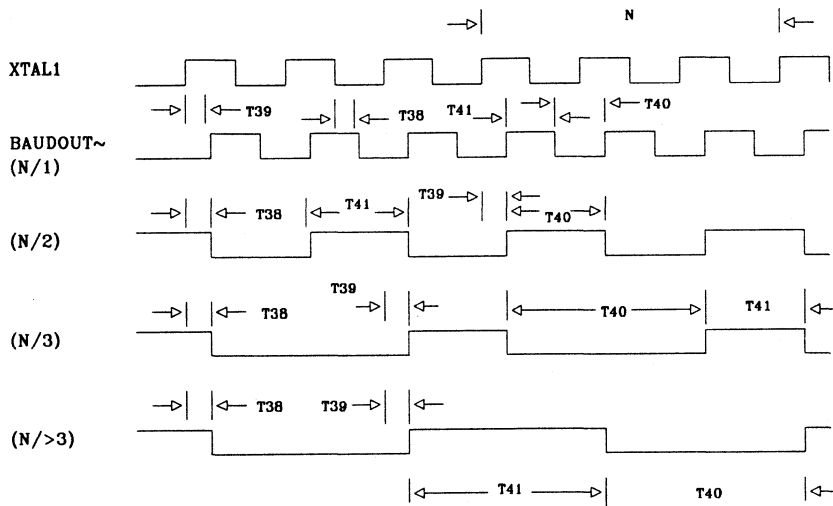 N
XTAL1
T39 T38 T41 T40
BAUDOUT~
(N/1)
T39
T38 T41 T40
(N/2)
T39
T38 T40 T41
(N/3)
T38 T39
(N/>3)
T41 T40